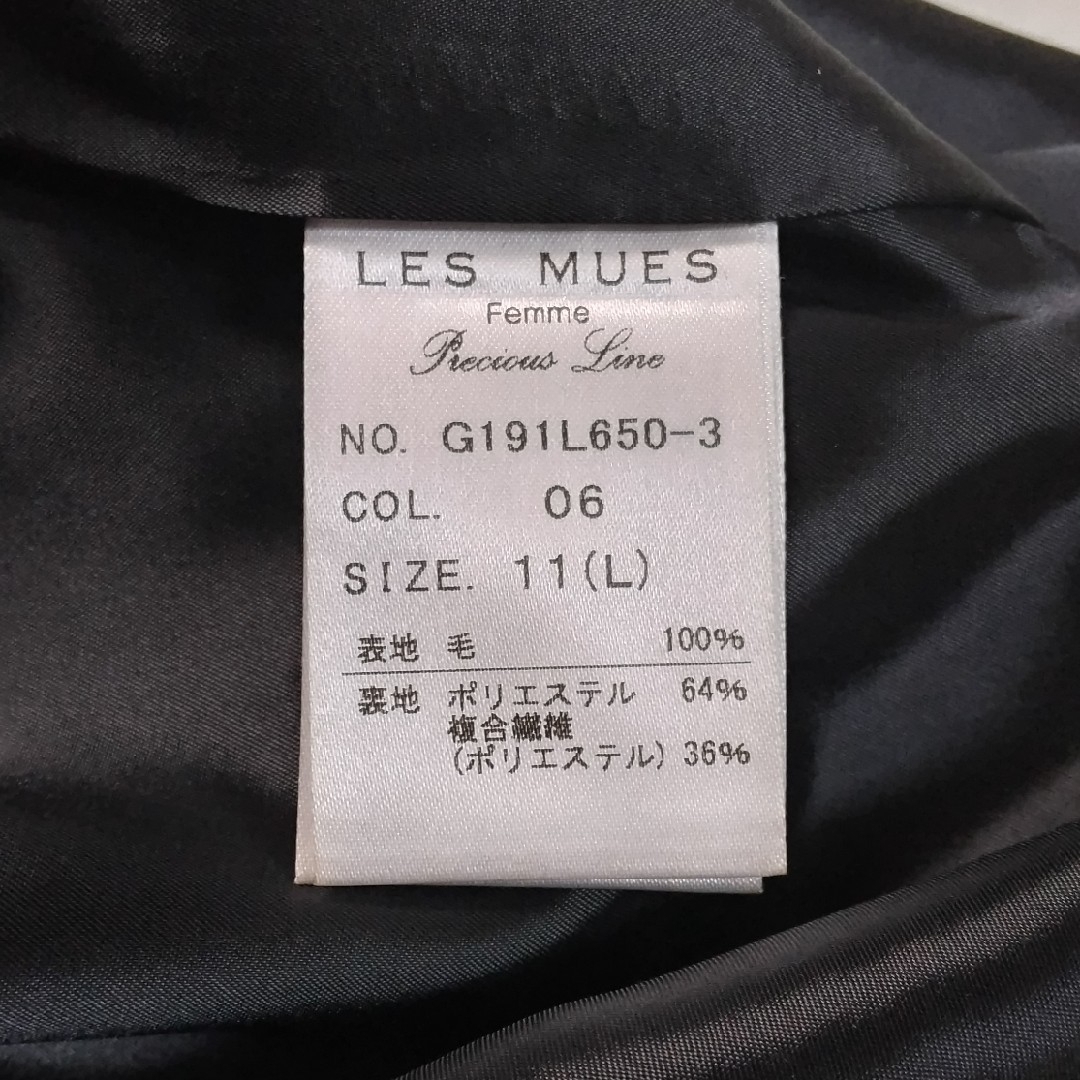 LES MUES
Femme
Precious Line
NO. G191L650-3
COL. 06
SIZE. 11(L)
表地 毛 100%
裏地 ポリエステル 64%
複合繊維
(ポリエステル) 36%